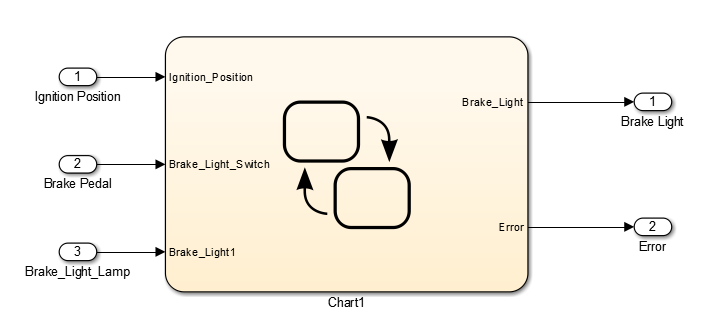 1
Ignition Position
Ignition_Position
2
Brake Pedal
Brake_Light_Switch
3
Brake_Light_Lamp
Brake_Light1
Brake_Light
1
Brake Light
Error
2
Error
Chart1